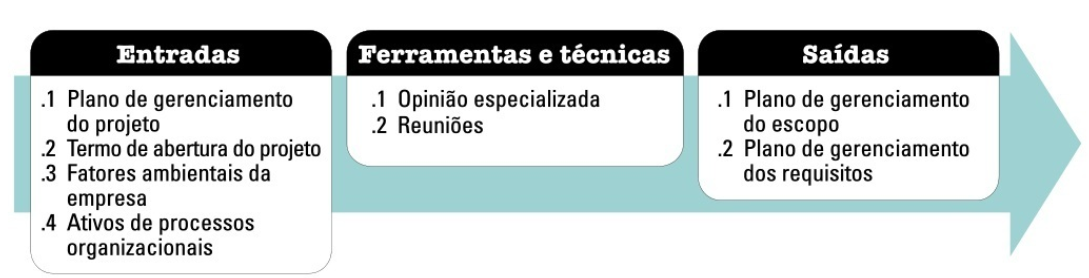 Entradas
.1 Plano de gerenciamento
do projeto
.2 Termo de abertura do projeto
.3 Fatores ambientais da
empresa
.4 Ativos de processos
organizacionais
Ferramentas e técnicas
.1 Opinião especializada
.2 Reuniões
Saídas
.1 Plano de gerenciamento
do escopo
.2 Plano de gerenciamento
dos requisitos